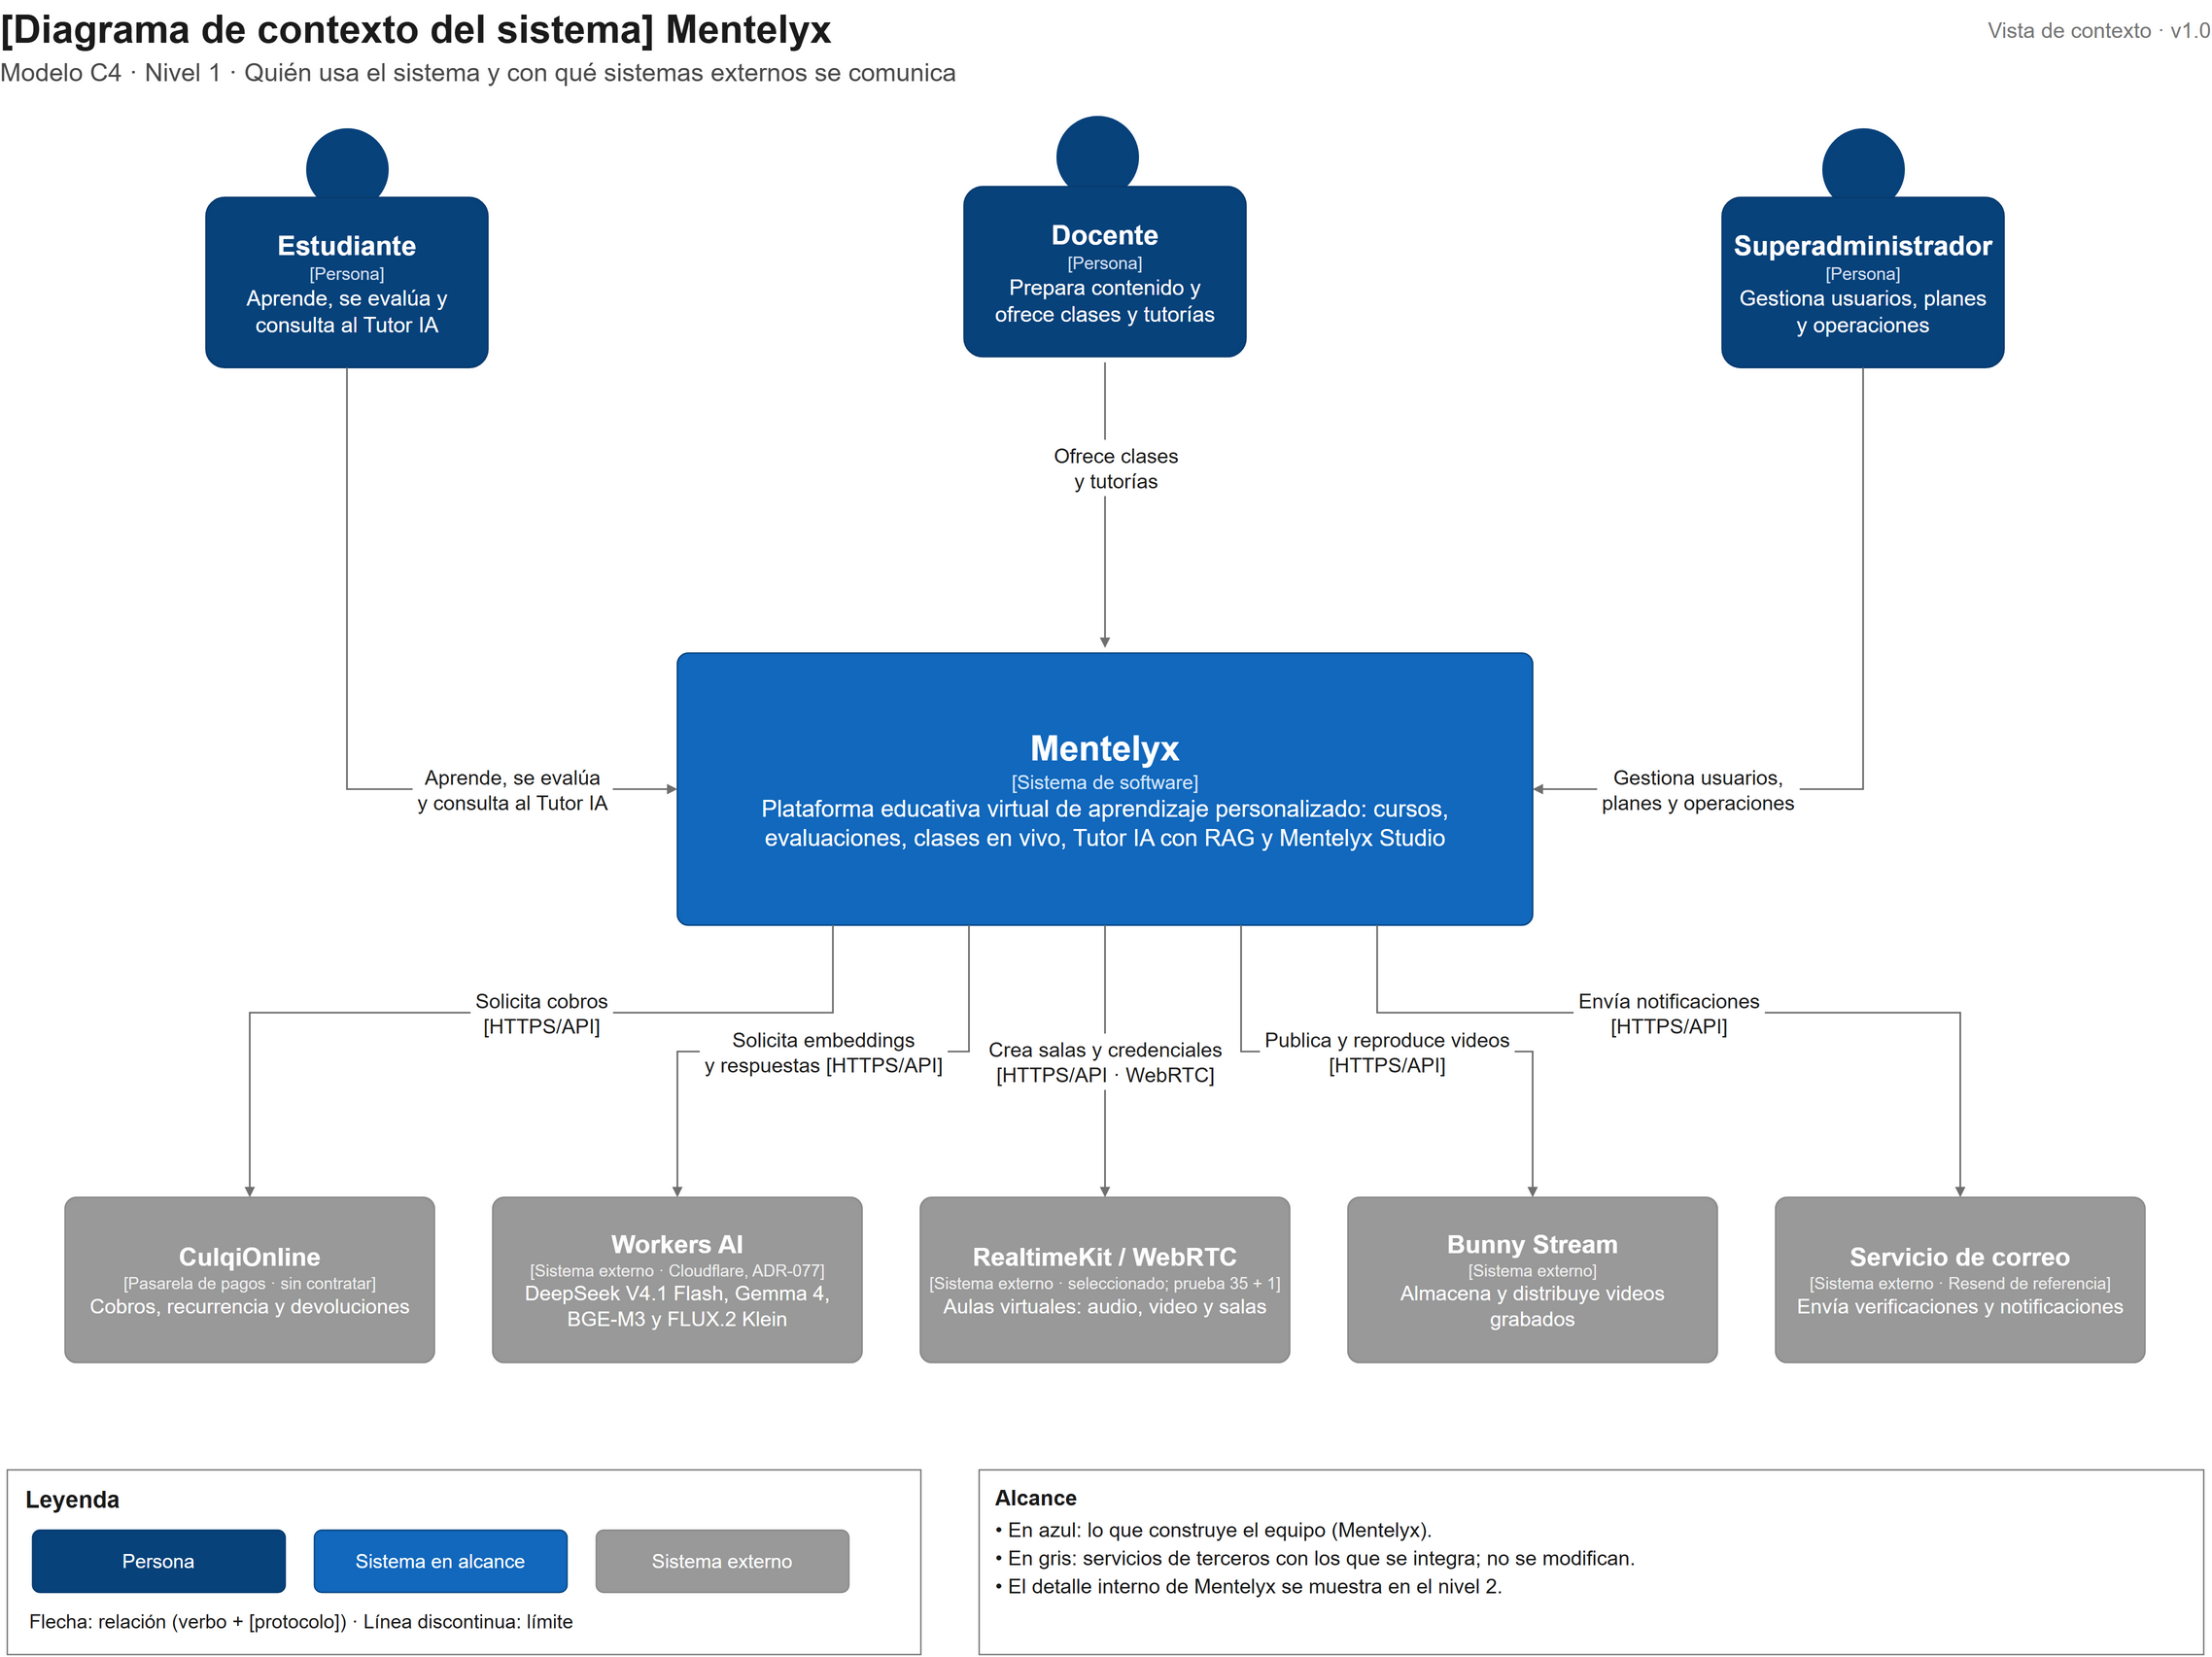 [Diagrama de contexto del sistema] Mentelyx
Vista de contexto · v1.0
Modelo C4 · Nivel 1 · Quién usa el sistema y con qué sistemas externos se comunica
Estudiante
[Persona]
Aprende, se evalúa y
consulta al Tutor IA
Docente
[Persona]
Prepara contenido y
ofrece clases y tutorías
Superadministrador
[Persona]
Gestiona usuarios, planes
y operaciones
Ofrece clases
y tutorías
Aprende, se evalúa
y consulta al Tutor IA
Mentelyx
[Sistema de software]
Plataforma educativa virtual de aprendizaje personalizado: cursos,
evaluaciones, clases en vivo, Tutor IA con RAG y Mentelyx Studio
Gestiona usuarios,
planes y operaciones
Solicita cobros
[HTTPS/API]
Solicita embeddings
y respuestas [HTTPS/API]
Crea salas y credenciales
[HTTPS/API · WebRTC]
Publica y reproduce videos
[HTTPS/API]
Envía notificaciones
[HTTPS/API]
CulqiOnline
[Pasarela de pagos · sin contratar]
Cobros, recurrencia y devoluciones
Workers AI
[Sistema externo · Cloudflare, ADR-077]
DeepSeek V4.1 Flash, Gemma 4,
BGE-M3 y FLUX.2 Klein
RealtimeKit / WebRTC
[Sistema externo · seleccionado; prueba 35 + 1]
Aulas virtuales: audio, video y salas
Bunny Stream
[Sistema externo]
Almacena y distribuye videos
grabados
Servicio de correo
[Sistema externo · Resend de referencia]
Envía verificaciones y notificaciones
Leyenda
Persona
Sistema en alcance
Sistema externo
Flecha: relación (verbo + [protocolo]) · Línea discontinua: límite
Alcance
• En azul: lo que construye el equipo (Mentelyx).
• En gris: servicios de terceros con los que se integra; no se modifican.
• El detalle interno de Mentelyx se muestra en el nivel 2.